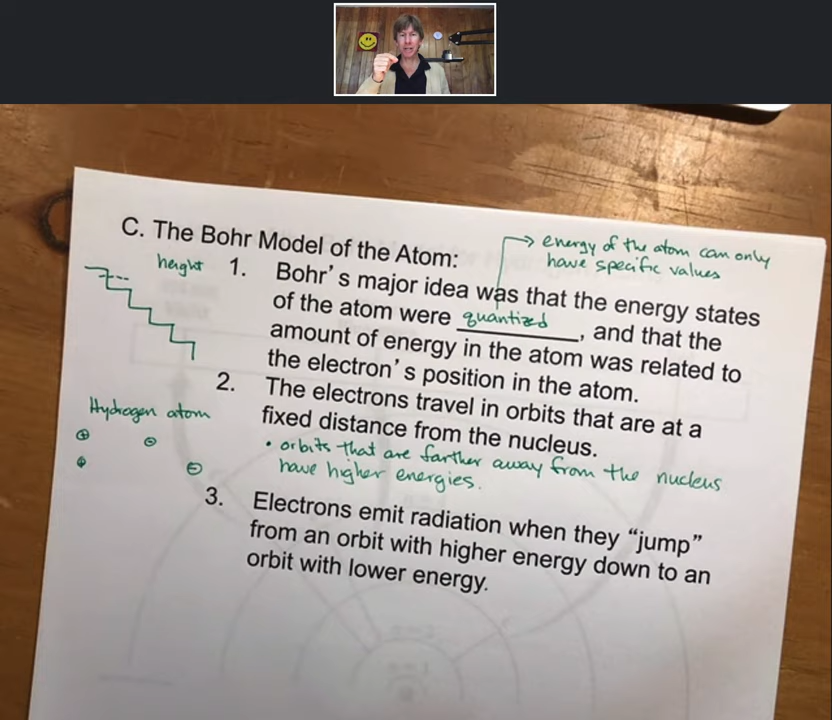 C. The Bohr Model of the Atom:
→ energy of the atom can only
have specific values
height
1. Bohr's major idea was that the energy states
of the atom were quantized, and that the
amount of energy in the atom was related to
the electron's position in the atom.
2. The electrons travel in orbits that are at a
fixed distance from the nucleus.
Hydrogen atom
⊕ ⊖
⊕ ⊖
• orbits that are farther away from the nucleus
have higher energies.
3. Electrons emit radiation when they “jump”
from an orbit with higher energy down to an
orbit with lower energy.